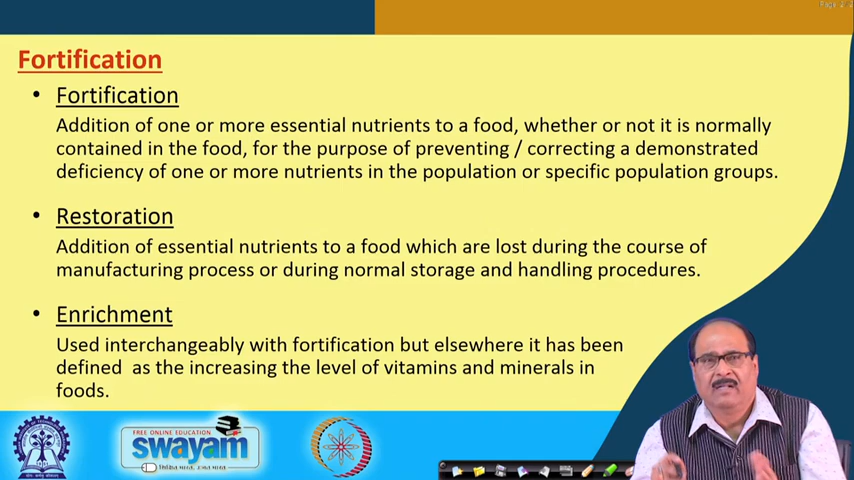 Fortification
• Fortification
Addition of one or more essential nutrients to a food, whether or not it is normally
contained in the food, for the purpose of preventing / correcting a demonstrated
deficiency of one or more nutrients in the population or specific population groups.
• Restoration
Addition of essential nutrients to a food which are lost during the course of
manufacturing process or during normal storage and handling procedures.
• Enrichment
Used interchangeably with fortification but elsewhere it has been
defined as the increasing the level of vitamins and minerals in
foods.
FREE ONLINE EDUCATION
swayam